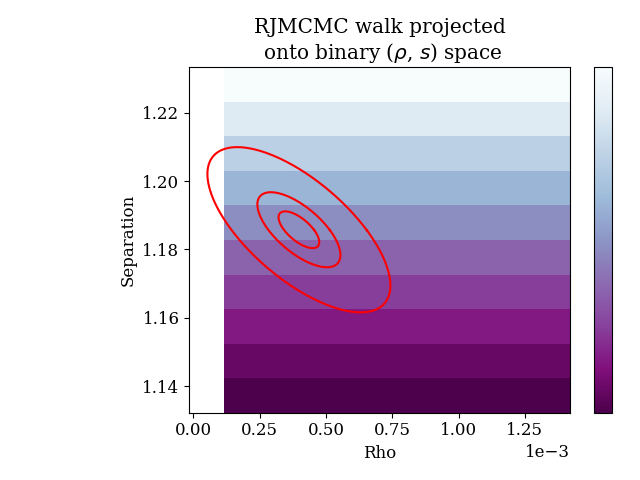 RJMCMC walk projected
onto binary (ρ, s) space
1.22
1.20
1.18
1.16
1.14
Separation
0.00 0.25 0.50 0.75 1.00 1.25
Rho
1e−3